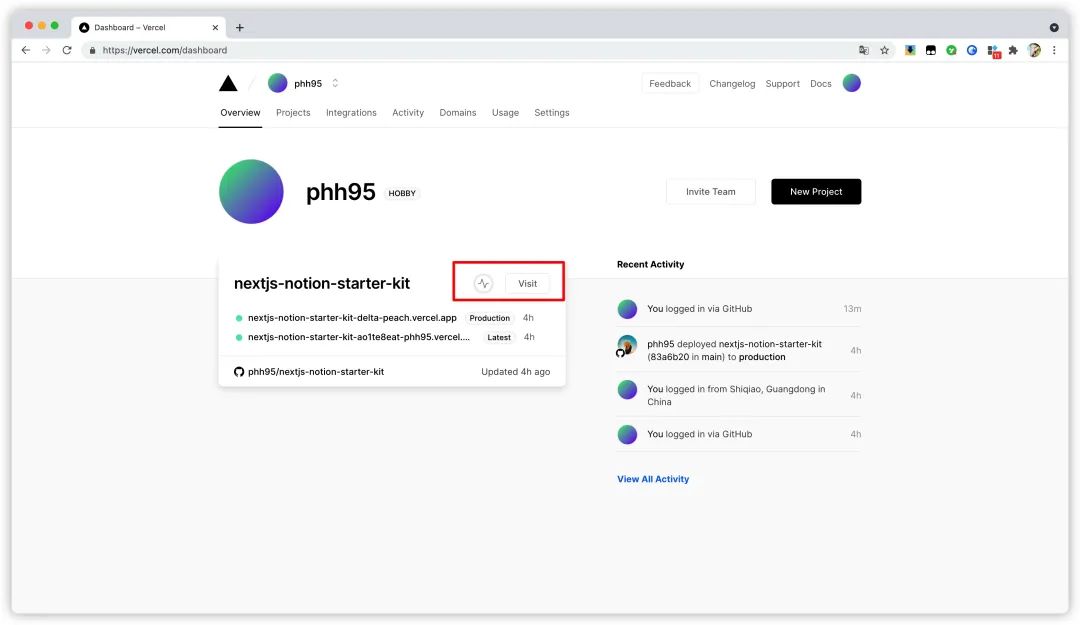 Dashboard – Vercel
https://vercel.com/dashboard
11
phh95
Feedback
Changelog
Support
Docs
Overview
Projects
Integrations
Activity
Domains
Usage
Settings
phh95
HOBBY
Invite Team
New Project
nextjs-notion-starter-kit
Visit
nextjs-notion-starter-kit-delta-peach.vercel.app
Production
4h
nextjs-notion-starter-kit-ao1te8eat-phh95.vercel....
Latest
4h
phh95/nextjs-notion-starter-kit
Updated 4h ago
Recent Activity
You logged in via GitHub
13m
phh95 deployed nextjs-notion-starter-kit
(83a6b20 in main) to production
4h
You logged in from Shiqiao, Guangdong in
China
4h
You logged in via GitHub
4h
View All Activity